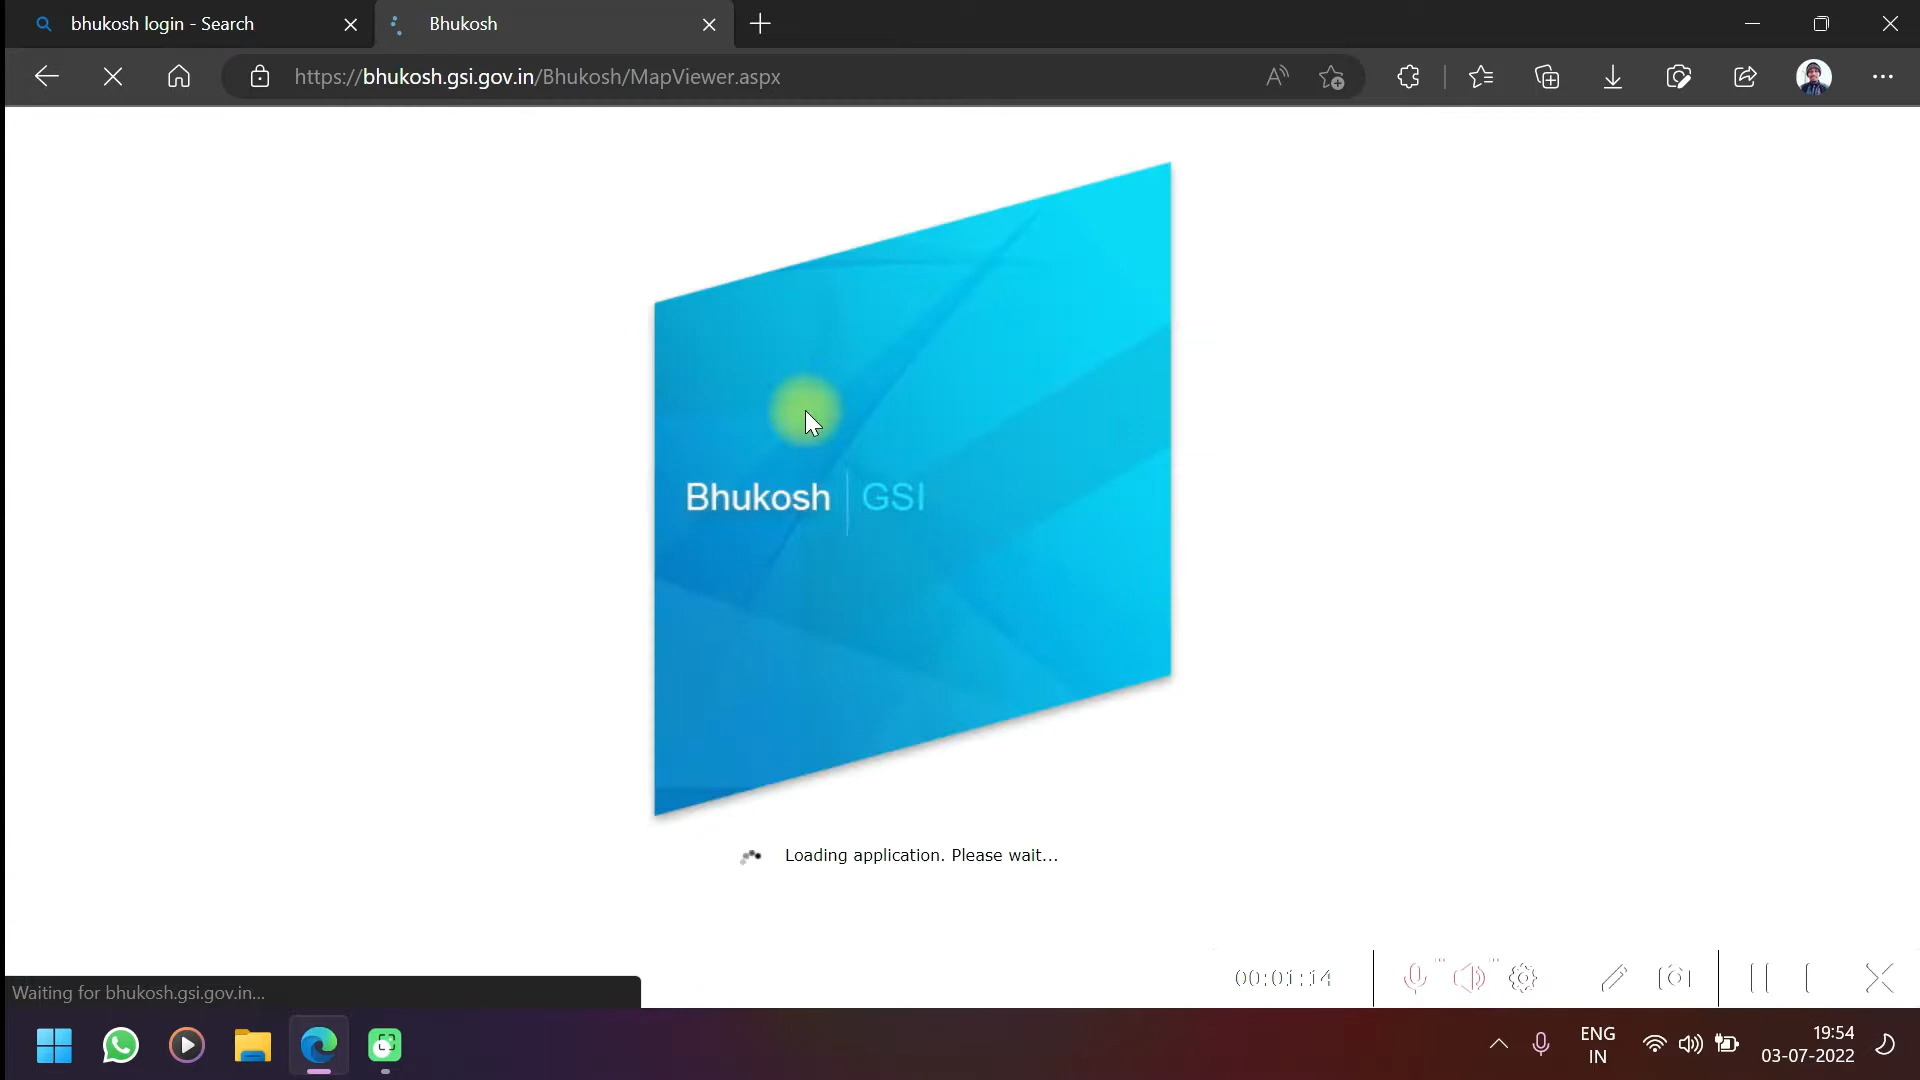 bhukosh login - Search
Bhukosh
https://bhukosh.gsi.gov.in/Bhukosh/MapViewer.aspx
Bhukosh | GSI
Loading application. Please wait...
00:01:14
Waiting for bhukosh.gsi.gov.in...
ENG
IN
19:54
03-07-2022